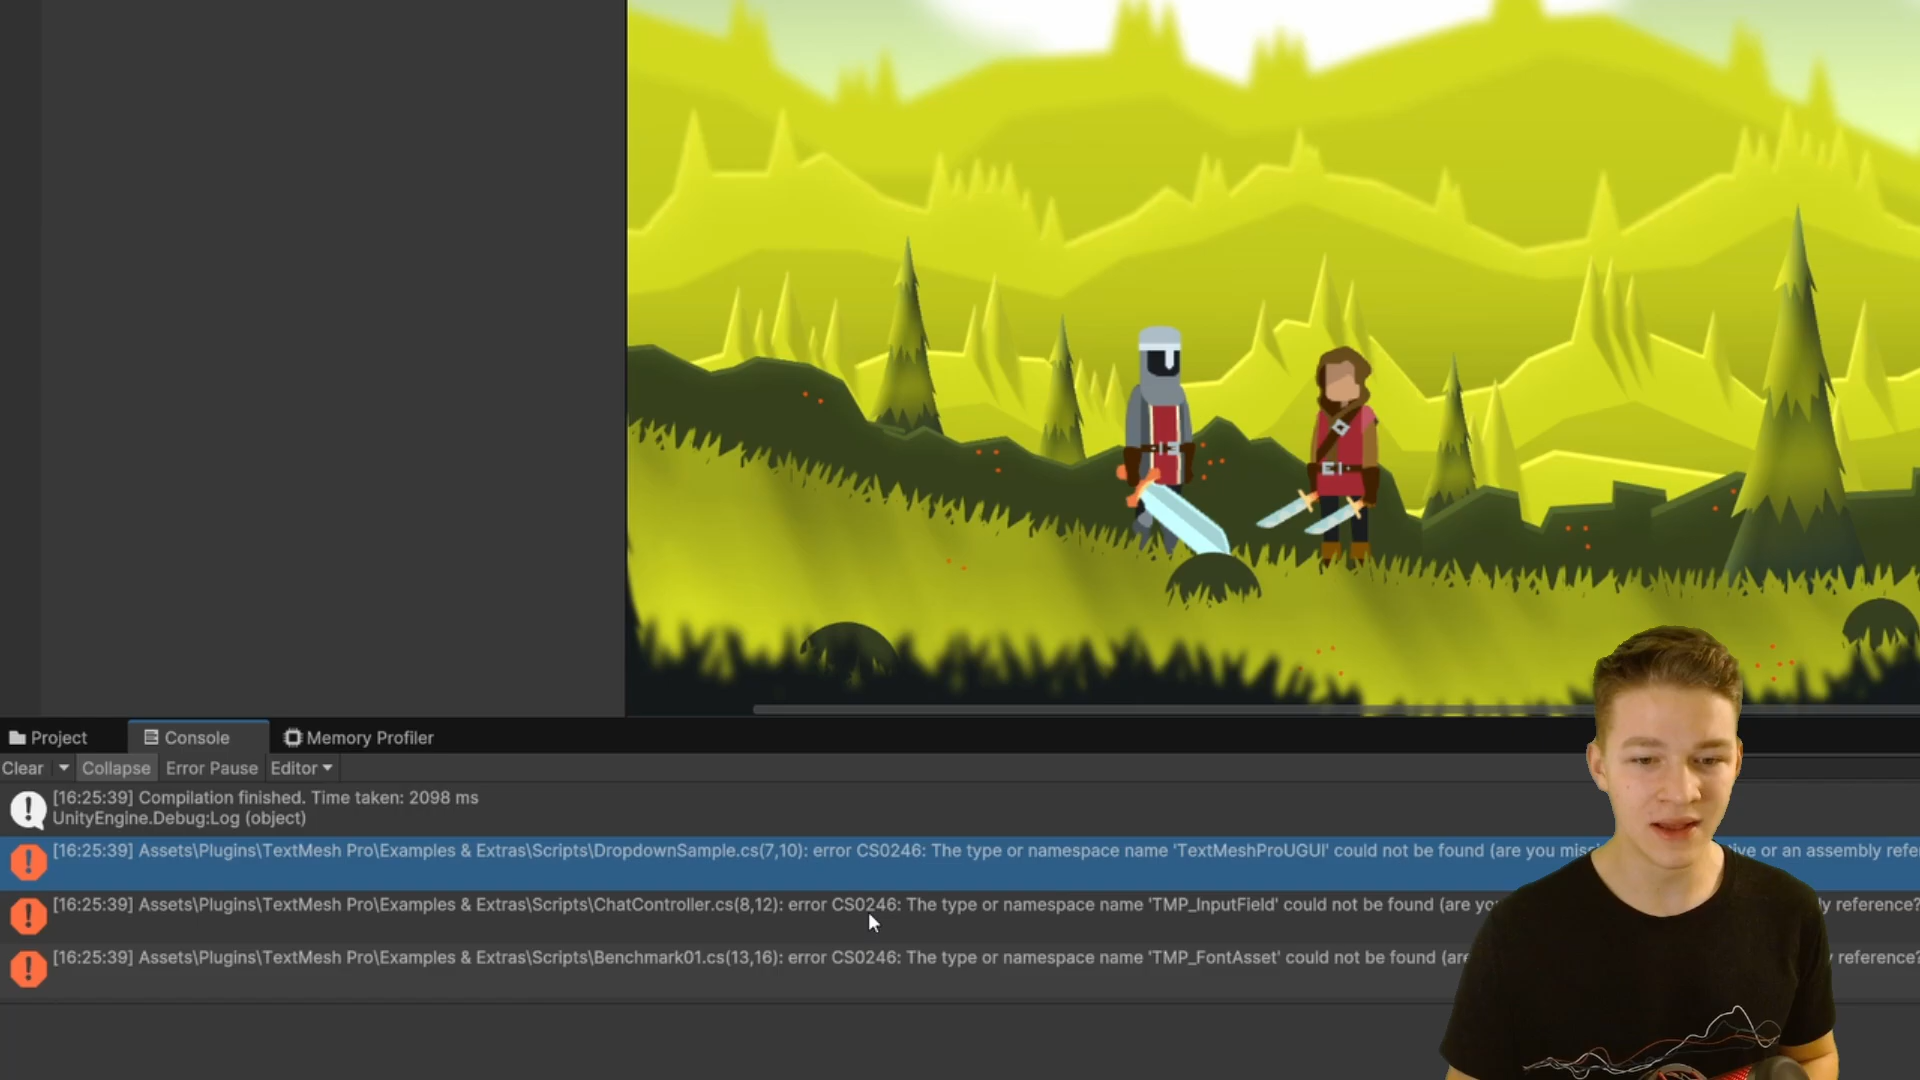 Project
Console
Memory Profiler
Clear
Collapse
Error Pause
Editor
[16:25:39] Compilation finished. Time taken: 2098 ms
UnityEngine.Debug:Log (object)
[16:25:39] Assets\Plugins\TextMesh Pro\Examples & Extras\Scripts\DropdownSample.cs(7,10): error CS0246: The type or namespace name 'TextMeshProUGUI' could not be found (are you or an assembly
[16:25:39] Assets\Plugins\TextMesh Pro\Examples & Extras\Scripts\ChatController.cs(8,12): error CS0246: The type or namespace name 'TMP_InputField' could not be found (are reference?
[16:25:39] Assets\Plugins\TextMesh Pro\Examples & Extras\Scripts\Benchmark01.cs(13,16): error CS0246: The type or namespace name 'TMP_FontAsset' could not be found (are reference?